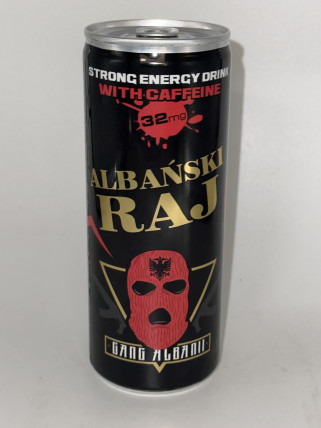 STRONG ENERGY DRINK
WITH CAFFEINE
32mg
ALBAŃSKI
RAJ
GANG ALBANII